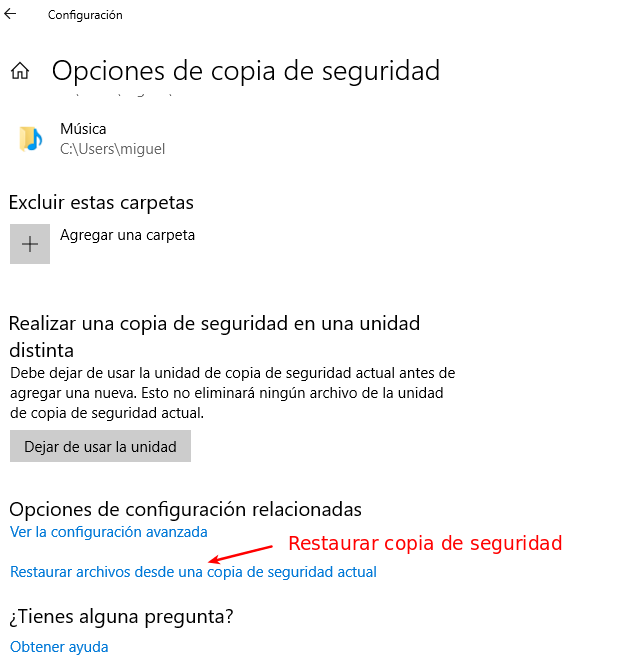 Configuración
Opciones de copia de seguridad
Música
C:\Users\miguel
Excluir estas carpetas
Agregar una carpeta
Realizar una copia de seguridad en una unidad
distinta
Debe dejar de usar la unidad de copia de seguridad actual antes de
agregar una nueva. Esto no eliminará ningún archivo de la unidad
de copia de seguridad actual.
Dejar de usar la unidad
Opciones de configuración relacionadas
Ver la configuración avanzada
Restaurar copia de seguridad
Restaurar archivos desde una copia de seguridad actual
¿Tienes alguna pregunta?
Obtener ayuda